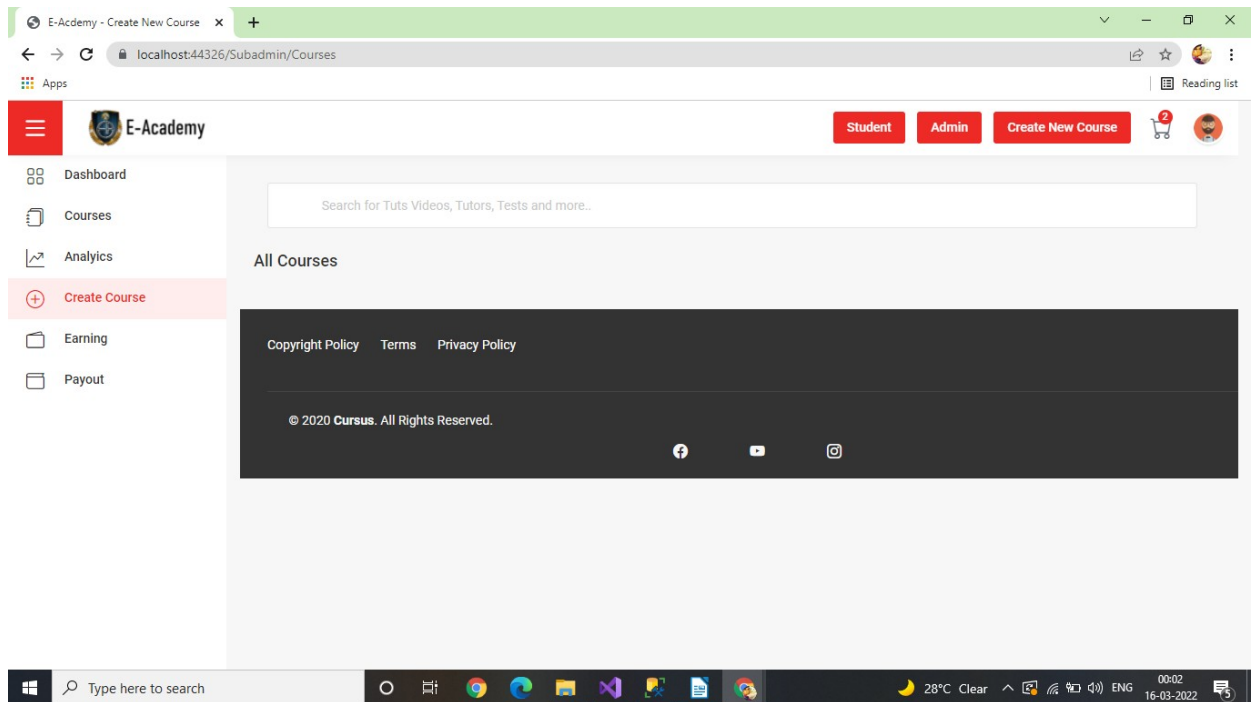 E-Acdemy - Create New Course
localhost:44326/Subadmin/Courses
Apps
Reading list
E-Academy
Student
Admin
Create New Course
2
Dashboard
Courses
Analyics
Create Course
Earning
Payout
Search for Tuts Videos, Tutors, Tests and more..
All Courses
Copyright Policy Terms Privacy Policy
© 2020 Cursus. All Rights Reserved.
Type here to search
28°C Clear
ENG
00:02
16-03-2022
5